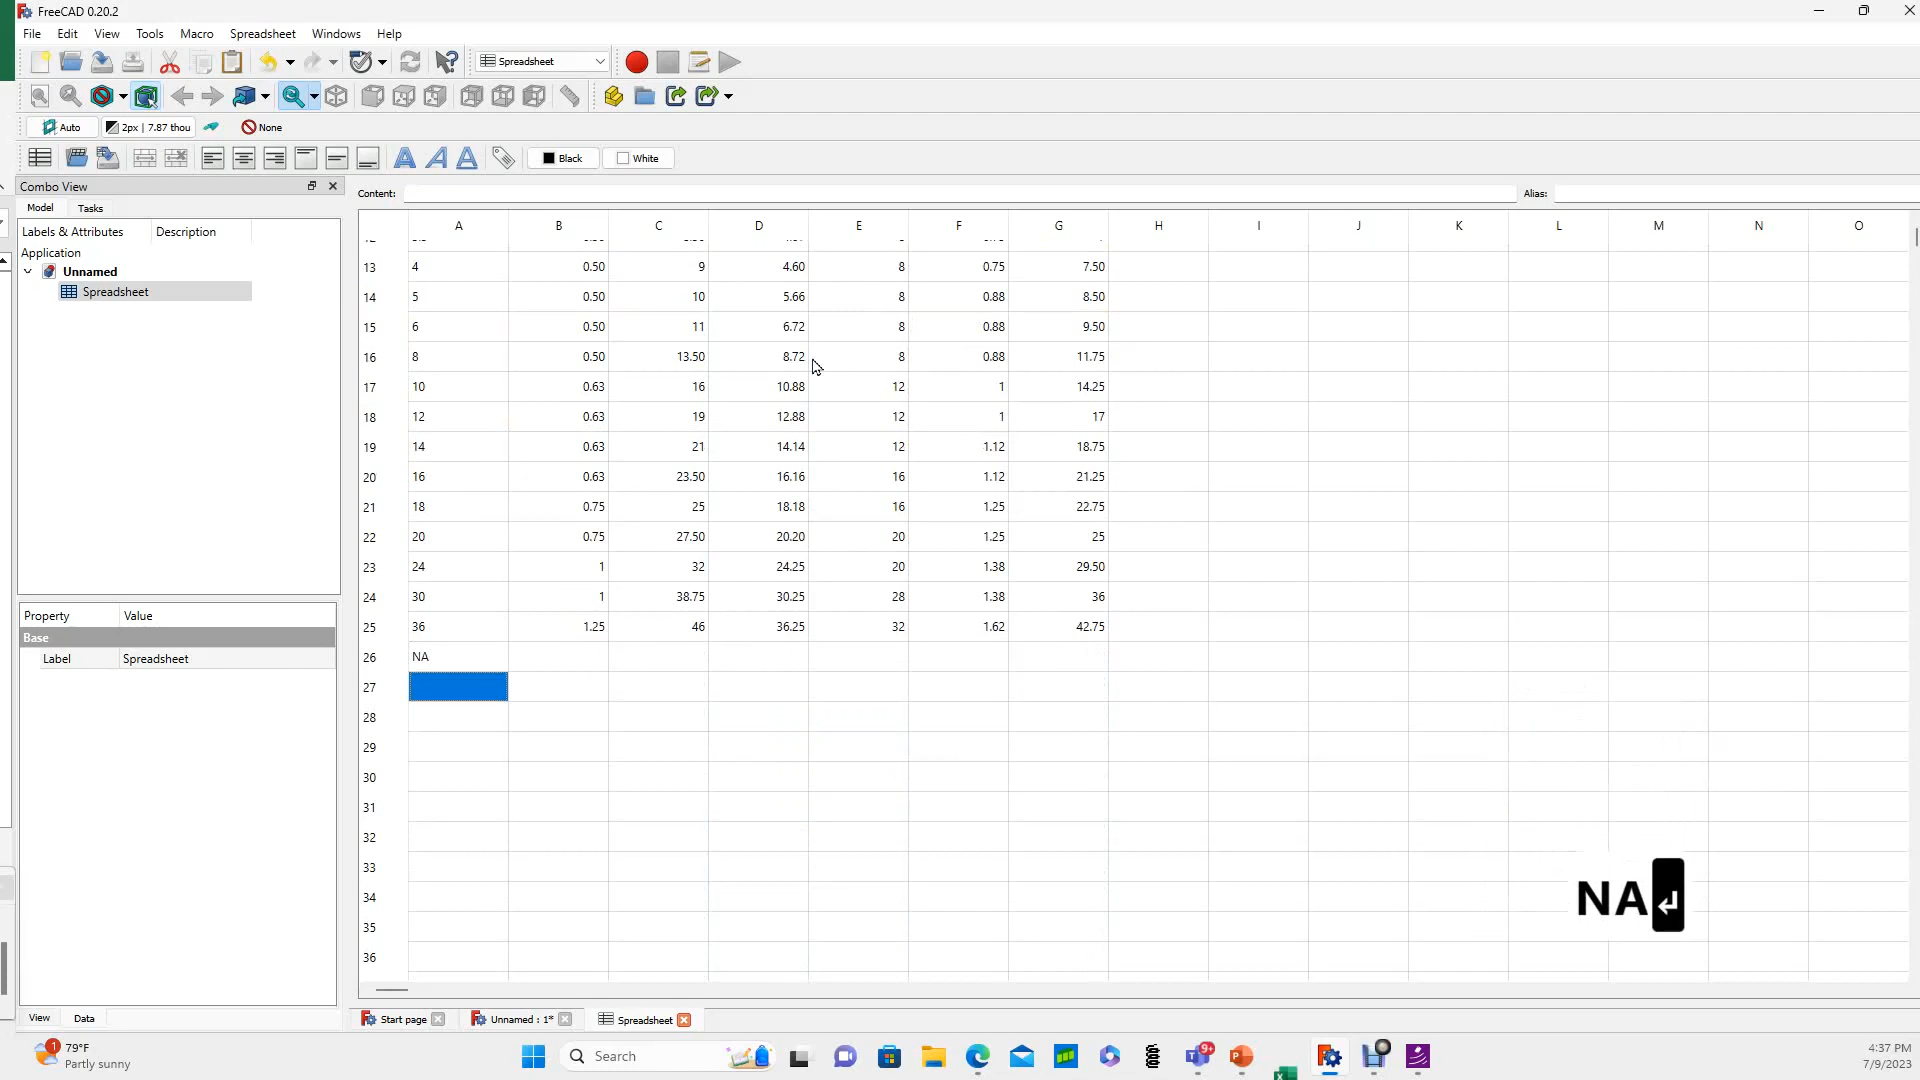 FreeCAD 0.20.2
File Edit View Tools Macro Spreadsheet Windows Help
Spreadsheet
Auto 2px | 7.87 thou None
Black White
Combo View
Content: Alias:
Model Tasks
Labels & Attributes Description
Application
Unnamed
Spreadsheet
A B C D E F G H I J K L M N O
13 4 0.50 9 4.60 8 0.75 7.50
14 5 0.50 10 5.66 8 0.88 8.50
15 6 0.50 11 6.72 8 0.88 9.50
16 8 0.50 13.50 8.72 8 0.88 11.75
17 10 0.63 16 10.88 12 1 14.25
18 12 0.63 19 12.88 12 1 17
19 14 0.63 21 14.14 12 1.12 18.75
20 16 0.63 23.50 16.16 16 1.12 21.25
21 18 0.75 25 18.18 16 1.25 22.75
22 20 0.75 27.50 20.20 20 1.25 25
23 24 1 32 24.25 20 1.38 29.50
24 30 1 38.75 30.25 28 1.38 36
25 36 1.25 46 36.25 32 1.62 42.75
26 NA
27
28
29
30
31
32
33
34
35
36
Property Value
Base
Label Spreadsheet
NA
View Data
Start page Unnamed : 1* Spreadsheet
1 79°F
Partly sunny
Search
9+
4:37 PM
7/9/2023